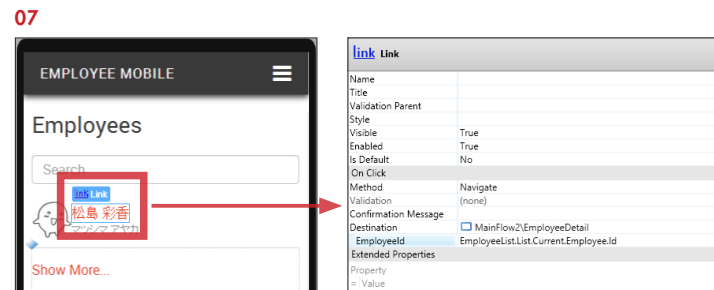 07
EMPLOYEE MOBILE
Employees
Search
link Link
松島 彩香
マツシマ アヤカ
Show More...
link Link
Name
Title
Validation Parent
Style
Visible True
Enabled True
Is Default No
On Click
Method Navigate
Validation (none)
Confirmation Message
Destination MainFlow2\EmployeeDetail
EmployeeId EmployeeList.List.Current.Employee.Id
Extended Properties
Property
= Value